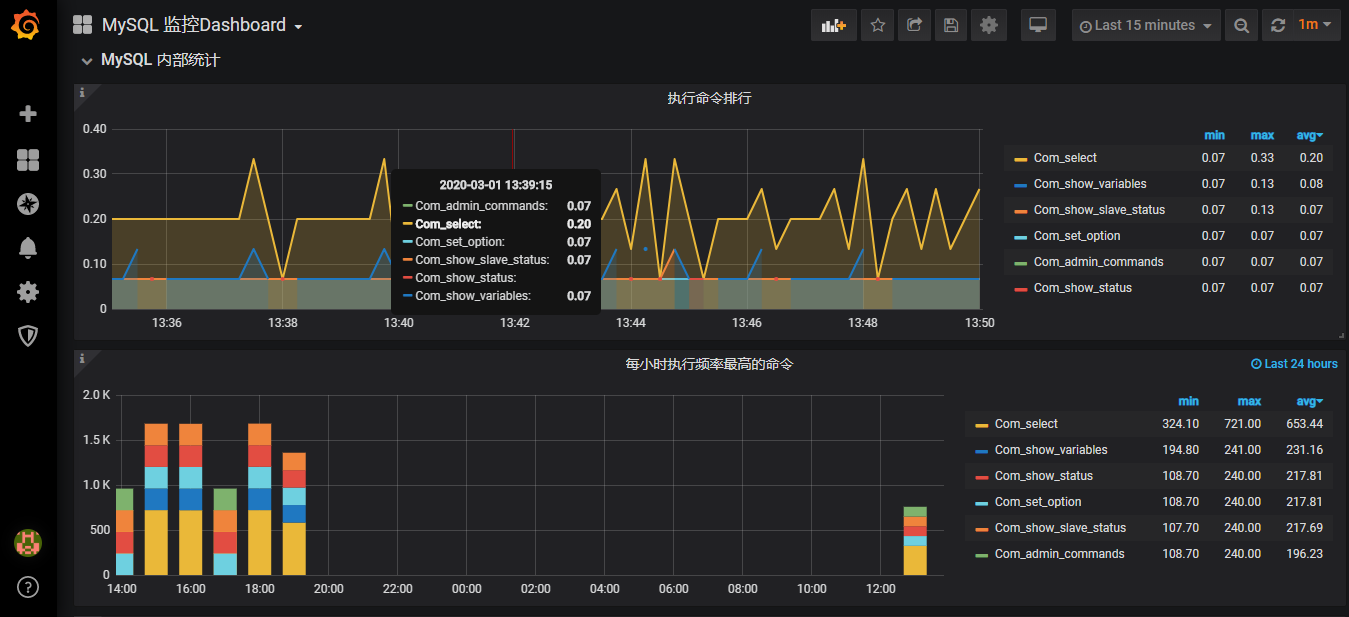 MySQL 监控Dashboard
Last 15 minutes
1m
MySQL 内部统计
i
执行命令排行
0.40
0.30
0.20
0.10
0
13:36
13:38
13:40
13:42
13:44
13:46
13:48
13:50
2020-03-01 13:39:15
Com_admin_commands: 0.07
Com_select: 0.20
Com_set_option: 0.07
Com_show_slave_status: 0.07
Com_show_status:
Com_show_variables: 0.07
min max avg
Com_select 0.07 0.33 0.20
Com_show_variables 0.07 0.13 0.08
Com_show_slave_status 0.07 0.13 0.07
Com_set_option 0.07 0.07 0.07
Com_admin_commands 0.07 0.07 0.07
Com_show_status 0.07 0.07 0.07
i
每小时执行频率最高的命令
Last 24 hours
2.0 K
1.5 K
1.0 K
500
0
14:00
16:00
18:00
20:00
22:00
00:00
02:00
04:00
06:00
08:00
10:00
12:00
min max avg
Com_select 324.10 721.00 653.44
Com_show_variables 194.80 241.00 231.16
Com_show_status 108.70 240.00 217.81
Com_set_option 108.70 240.00 217.81
Com_show_slave_status 107.70 240.00 217.69
Com_admin_commands 108.70 240.00 196.23
?